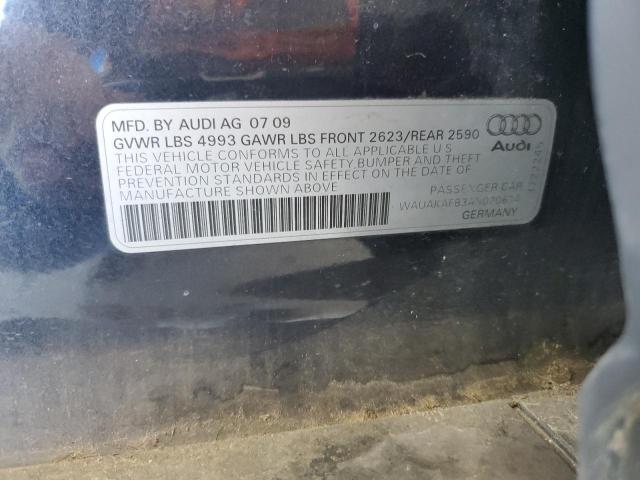 MFD. BY AUDI AG 07 09
GVWR LBS 4993 GAWR LBS FRONT 2623/REAR 2590
THIS VEHICLE CONFORMS TO ALL APPLICABLE U S
FEDERAL MOTOR VEHICLE SAFETY BUMPER AND THEFT
PREVENTION STANDARDS IN EFFECT ON THE DATE OF
MANUFACTURE SHOWN ABOVE
Audi
PASSENGER CAR
GERMANY